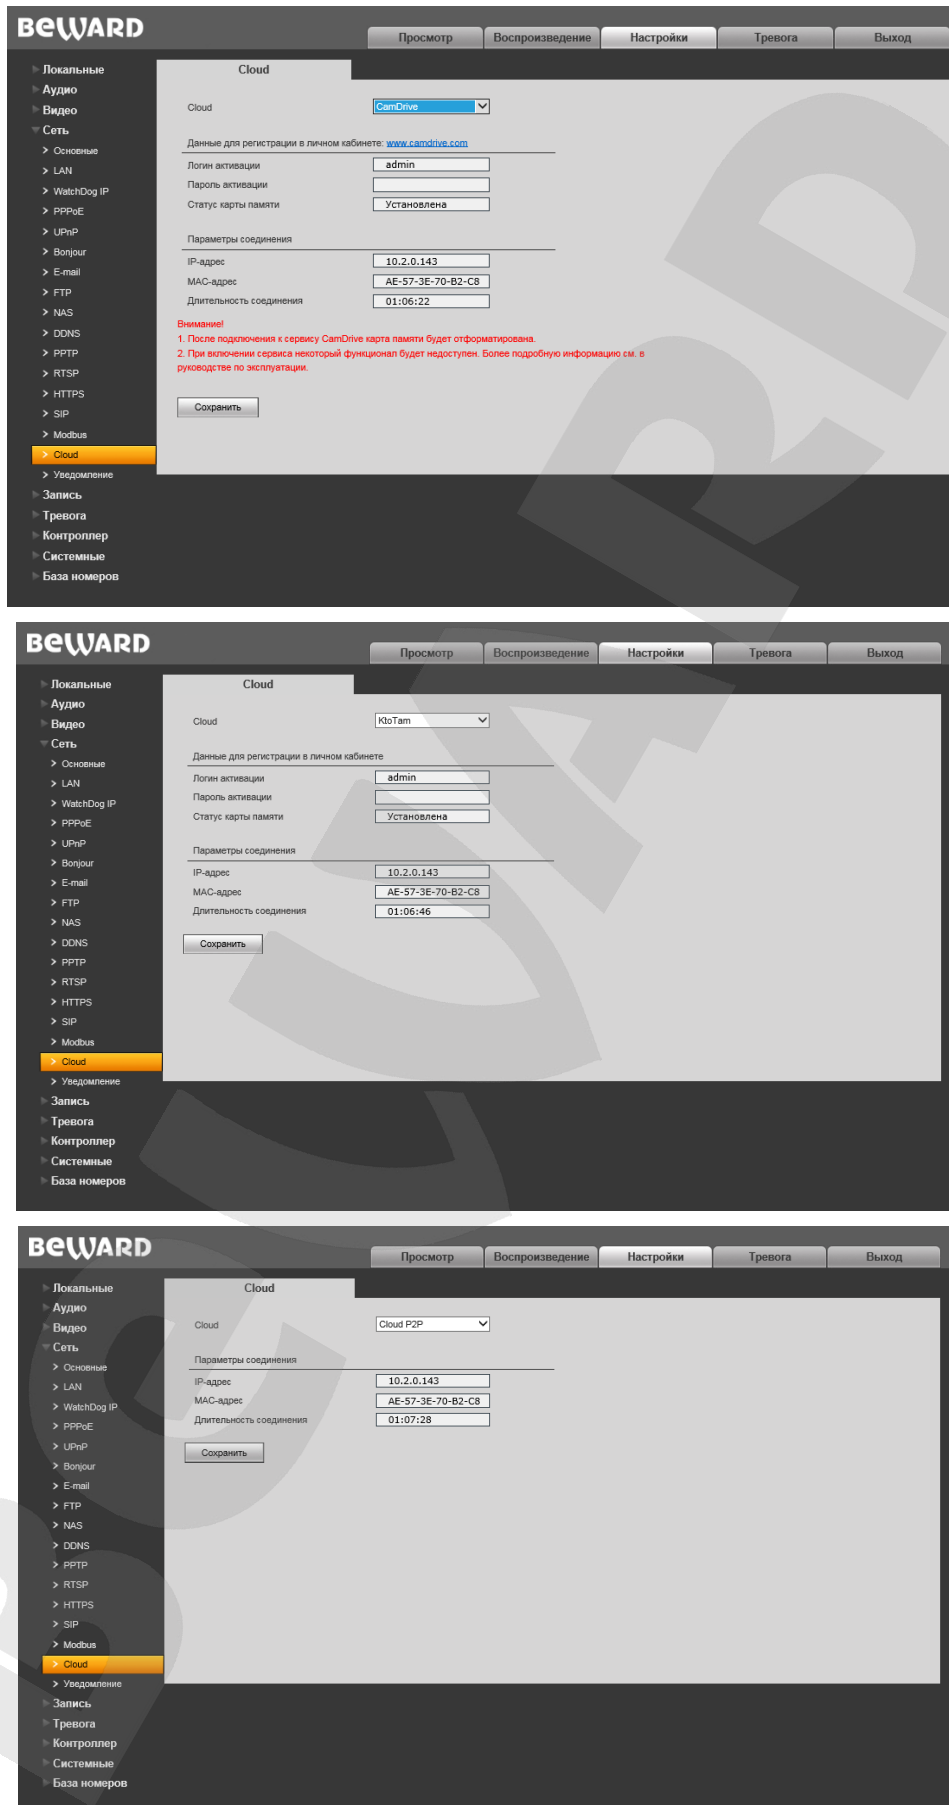 BEWARD
Просмотр Воспроизведение Настройки Тревога Выход
Локальные
Аудио
Видео
Сеть
Основные
LAN
WatchDog IP
PPPoE
UPnP
Bonjour
E-mail
FTP
NAS
DDNS
PPTP
RTSP
HTTPS
SIP
Modbus
Cloud
Уведомление
Запись
Тревога
Контроллер
Системные
База номеров
Cloud
Cloud CamDrive
Данные для регистрации в личном кабинете: www.camdrive.com
Логин активации admin
Пароль активации
Статус карты памяти Установлена
Параметры соединения
IP-адрес 10.2.0.143
MAC-адрес AE-57-3E-70-B2-C8
Длительность соединения 01:06:22
Внимание!
1. После подключения к сервису CamDrive карта памяти будет отформатирована.
2. При включении сервиса некоторый функционал будет недоступен. Более подробную информацию см. в
руководстве по эксплуатации.
Сохранить
BEWARD
Просмотр Воспроизведение Настройки Тревога Выход
Локальные
Аудио
Видео
Сеть
Основные
LAN
WatchDog IP
PPPoE
UPnP
Bonjour
E-mail
FTP
NAS
DDNS
PPTP
RTSP
HTTPS
SIP
Modbus
Cloud
Уведомление
Запись
Тревога
Контроллер
Системные
База номеров
Cloud
Cloud KtoTam
Данные для регистрации в личном кабинете
Логин активации admin
Пароль активации
Статус карты памяти Установлена
Параметры соединения
IP-адрес 10.2.0.143
MAC-адрес AE-57-3E-70-B2-C8
Длительность соединения 01:06:46
Сохранить
BEWARD
Просмотр Воспроизведение Настройки Тревога Выход
Локальные
Аудио
Видео
Сеть
Основные
LAN
WatchDog IP
PPPoE
UPnP
Bonjour
E-mail
FTP
NAS
DDNS
PPTP
RTSP
HTTPS
SIP
Modbus
Cloud
Уведомление
Запись
Тревога
Контроллер
Системные
База номеров
Cloud
Cloud Cloud P2P
Параметры соединения
IP-адрес 10.2.0.143
MAC-адрес AE-57-3E-70-B2-C8
Длительность соединения 01:07:28
Сохранить